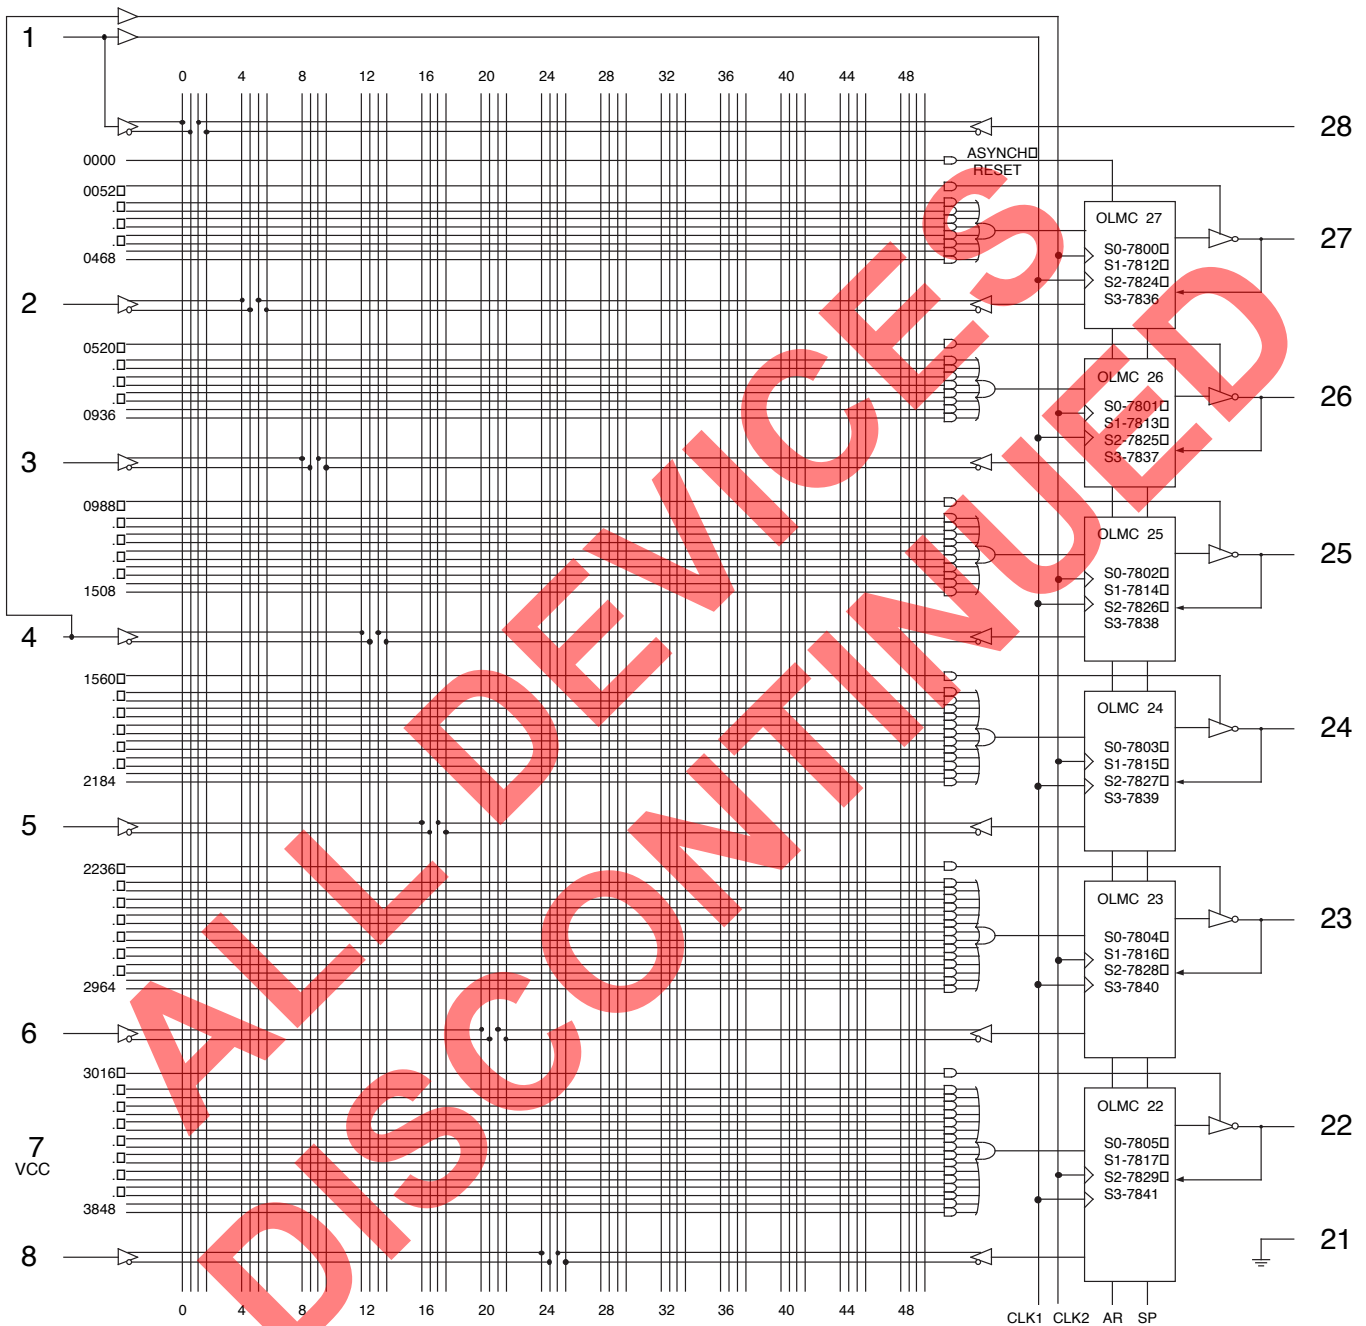 1
0 4 8 12 16 20 24 28 32 36 40 44 48
28
0000
ASYNCH□
RESET
0052□
.□
.□
.□
0468
OLMC 27
S0-7800□
S1-7812□
S2-7824□
S3-7836
27
2
0520□
.□
.□
.□
0936
OLMC 26
S0-7801□
S1-7813□
S2-7825□
S3-7837
26
3
0988□
.□
.□
.□
.□
1508
OLMC 25
S0-7802□
S1-7814□
S2-7826□
S3-7838
25
4
1560□
.□
.□
.□
.□
.□
2184
OLMC 24
S0-7803□
S1-7815□
S2-7827□
S3-7839
24
5
2236□
.□
.□
.□
.□
.□
.□
2964
OLMC 23
S0-7804□
S1-7816□
S2-7828□
S3-7840
23
6
3016□
.□
.□
.□
.□
.□
.□
.□
3848
OLMC 22
S0-7805□
S1-7817□
S2-7829□
S3-7841
22
7
VCC
21
8
0 4 8 12 16 20 24 28 32 36 40 44 48
CLK1 CLK2 AR SP
ALL DEVICES
DISCONTINUED